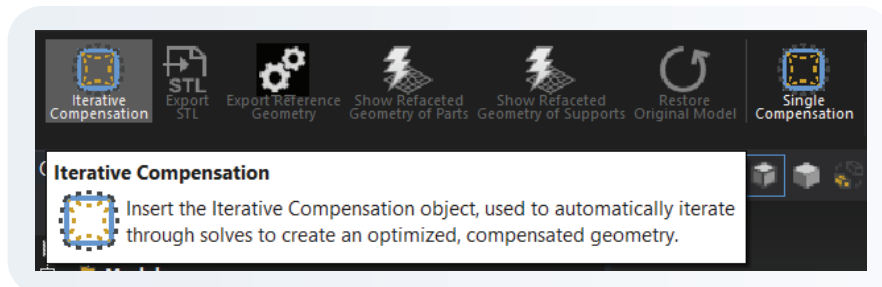 Iterative
Compensation
STL
Export
STL
Export Reference
Geometry
Show Refaceted
Geometry of Parts
Show Refaceted
Geometry of Supports
Restore
Original Model
Single
Compensation
Iterative Compensation
Insert the Iterative Compensation object, used to automatically iterate
through solves to create an optimized, compensated geometry.